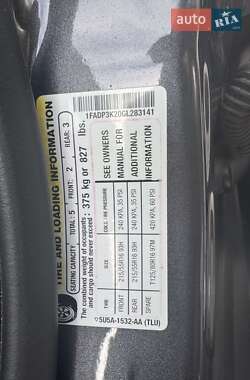 auto
RIA
TIRE AND LOADING INFORMATION
SEATING CAPACITY TOTAL: 5 FRONT: 2 REAR: 3
The combined weight of occupants
and cargo should never exceed : 375 kg or 827 lbs.
1FADP3K20GL283141
TYPE SIZE COLD PRESSURE SEE OWNERS
FRONT 215/55R16 93H 240 KPA, 35 PSI MANUAL FOR
REAR 215/55R16 93H 240 KPA, 35 PSI ADDITIONAL
SPARE T125/80R16 97M 420 KPA, 60 PSI INFORMATION
5U5A-1532-AA (TLU)